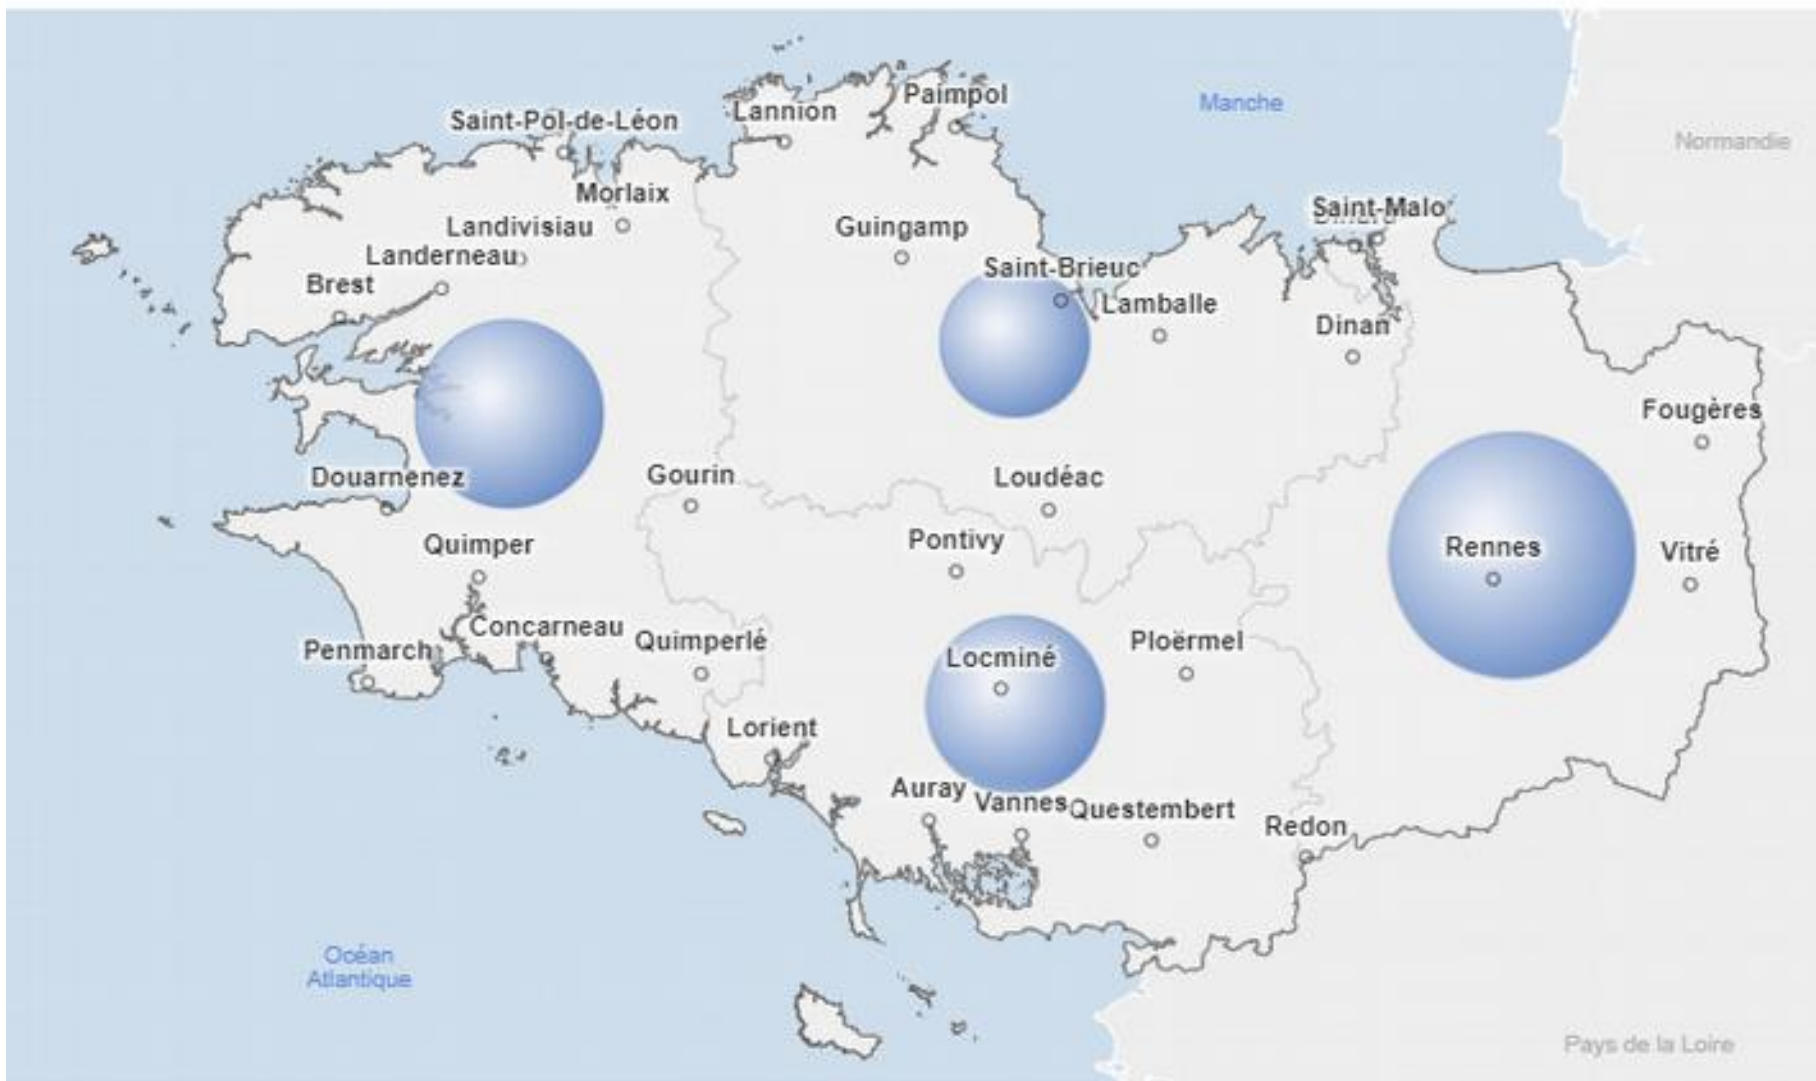 Paimpol
Manche
Lannion
Saint-Pol-de-Léon
Normandie
Morlaix
Saint-Malo
Landivisiau
Guingamp
Landerneau
Saint-Brieuc
Brest
Lamballe
Dinan
Fougères
Douarnenez
Gourin
Loudéac
Quimper
Pontivy
Rennes
Vitré
Concarneau
Quimperlé
Ploërmel
Penmarch
Locminé
Lorient
Auray
Vannes
Questembert
Redon
Océan
Atlantique
Pays de la Loire